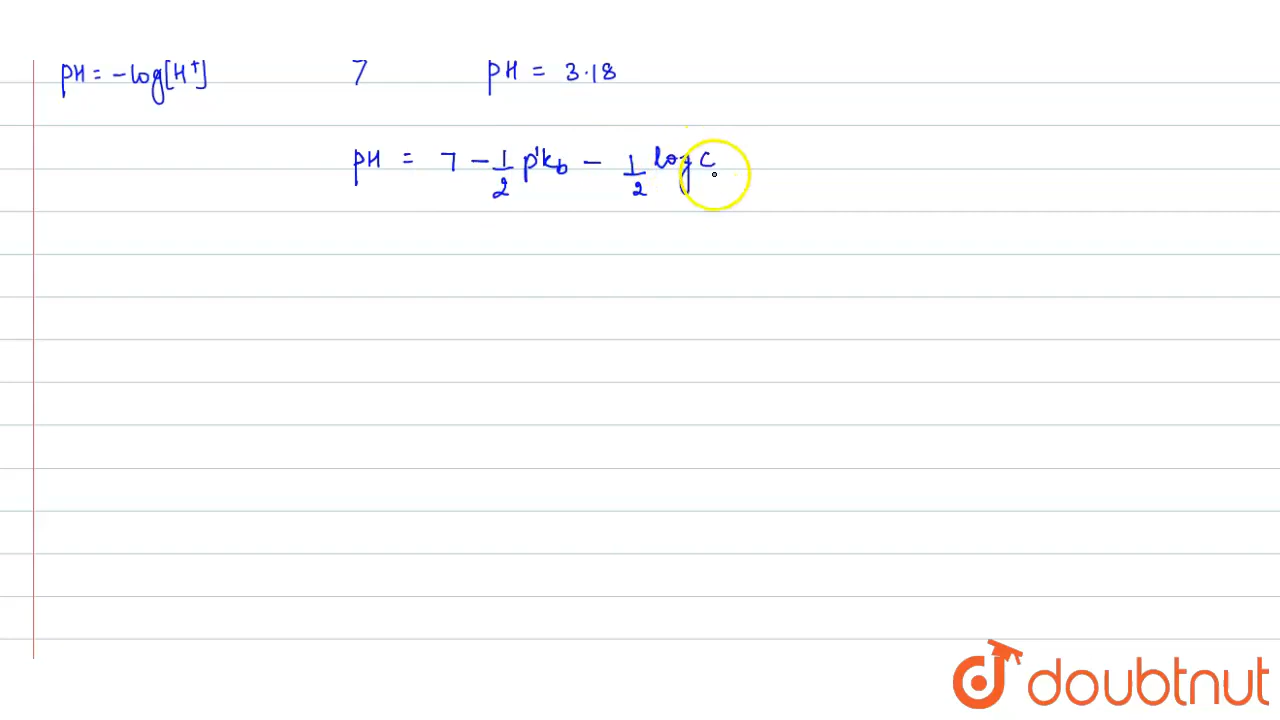 pH = -log[H+] 7 pH = 3.18
pH = 7 - 1/2 pKb - 1/2 log C
doubtnut